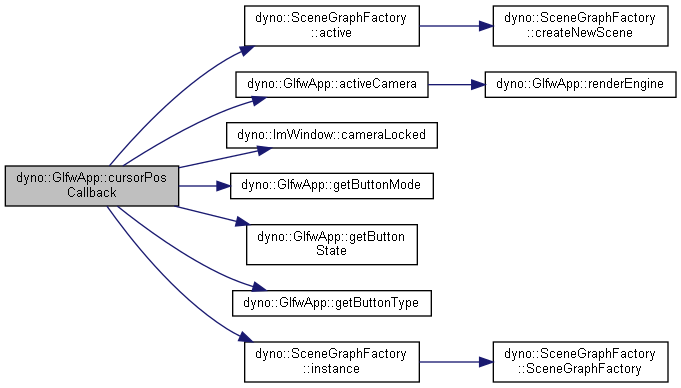 dyno::GlfwApp::cursorPos
Callback
dyno::SceneGraphFactory
::active
dyno::SceneGraphFactory
::createNewScene
dyno::GlfwApp::activeCamera
dyno::GlfwApp::renderEngine
dyno::ImWindow::cameraLocked
dyno::GlfwApp::getButtonMode
dyno::GlfwApp::getButton
State
dyno::GlfwApp::getButtonType
dyno::SceneGraphFactory
::instance
dyno::SceneGraphFactory
::SceneGraphFactory